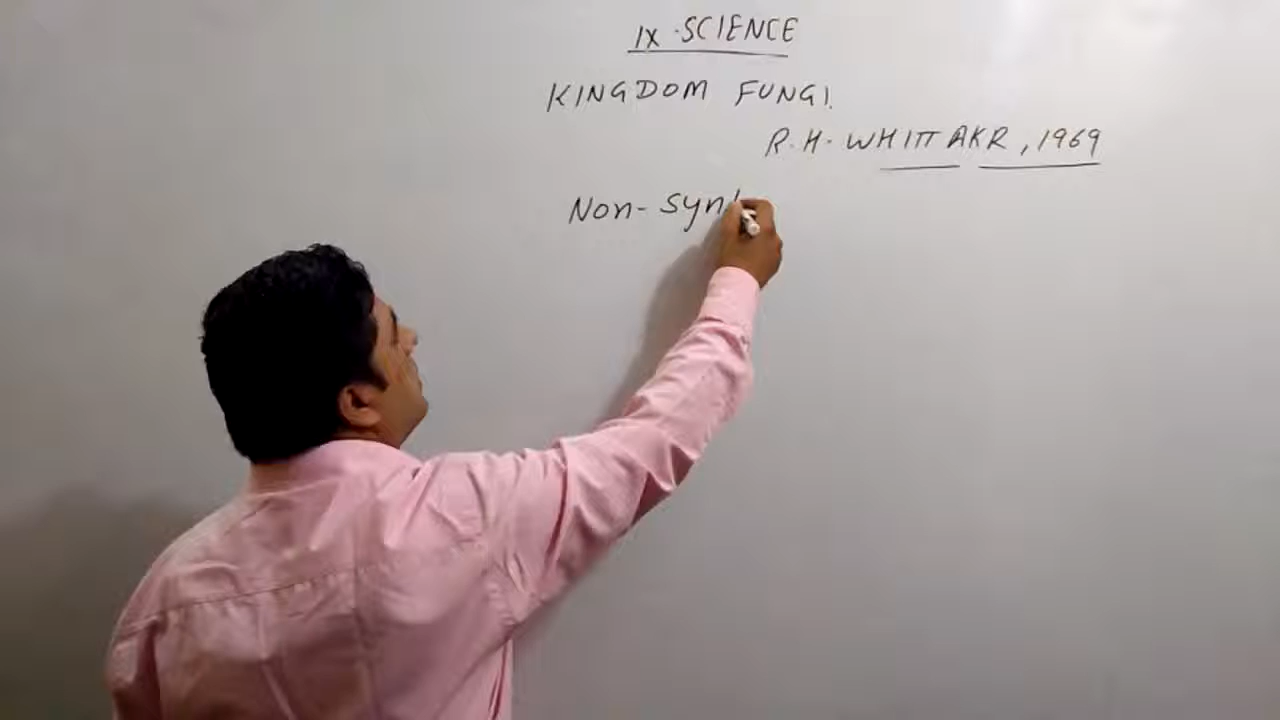 IX-SCIENCE
KINGDOM FUNGI.
R.H. WHITTAKR, 1969
Non-Syn